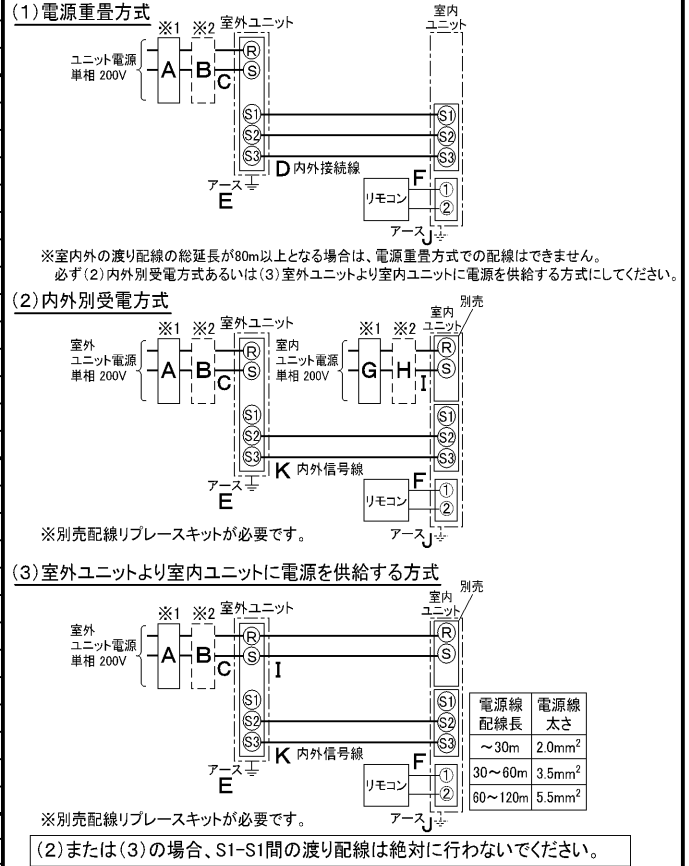 (1)電源重畳方式
※1 ※2 室外ユニット 室内ユニット
ユニット電源
単相 200V
A B C
R
S
S1 S1
S2 S2
S3 S3
D 内外接続線
アース
E
F
リモコン
①
②
アース J
※室内外の渡り配線の総延長が80m以上となる場合は、電源重畳方式での配線はできません。
必ず(2)内外別受電方式あるいは(3)室外ユニットより室内ユニットに電源を供給する方式にしてください。
(2)内外別受電方式
※1 ※2 室外ユニット ※1 ※2 室内ユニット 別売
室外
ユニット電源
単相 200V
A B C
R
S
室内
ユニット電源
単相 200V
G H I
R
S
S1 S1
S2 S2
S3 S3
K 内外信号線
アース
E
F
リモコン
①
②
アース J
※別売配線リプレースキットが必要です。
(3)室外ユニットより室内ユニットに電源を供給する方式
※1 ※2 室外ユニット 室内ユニット 別売
室外
ユニット電源
単相 200V
A B C
R R
S S
I
S1 S1
S2 S2
S3 S3
K 内外信号線
アース
E
F
リモコン
①
②
アース J
電源線配線長 電源線太さ
～30m 2.0mm²
30～60m 3.5mm²
60～120m 5.5mm²
※別売配線リプレースキットが必要です。
(2)または(3)の場合、S1-S1間の渡り配線は絶対に行わないでください。